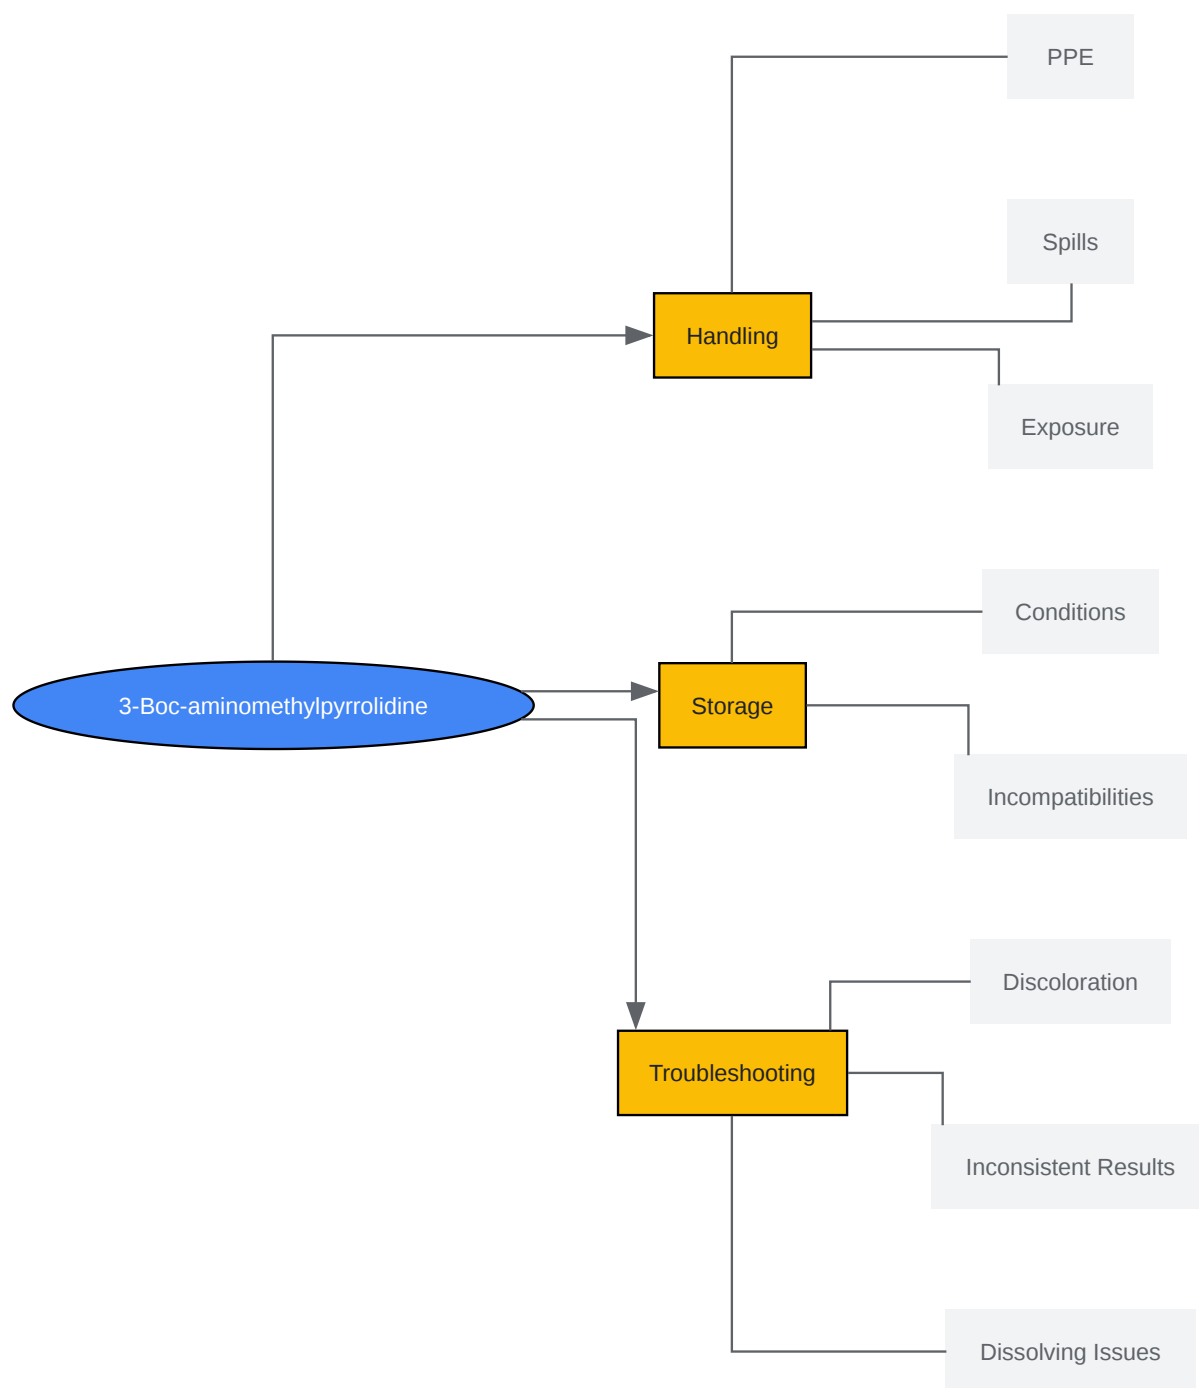 PPE
Spills
Handling
Exposure
Conditions
3-Boc-aminomethylpyrrolidine
Storage
Incompatibilities
Discoloration
Troubleshooting
Inconsistent Results
Dissolving Issues